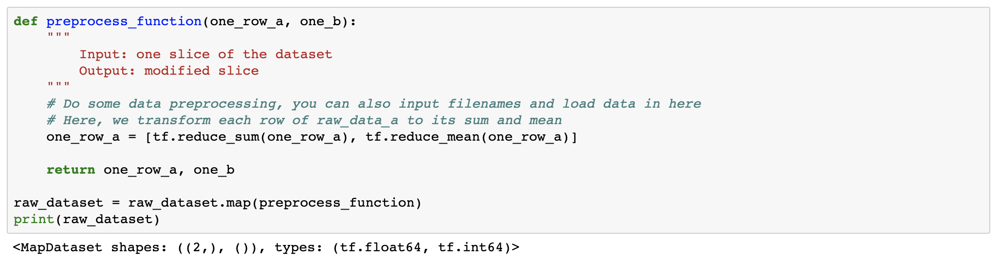 def preprocess_function(one_row_a, one_b):
    """
        Input: one slice of the dataset
        Output: modified slice
    """
    # Do some data preprocessing, you can also input filenames and load data in here
    # Here, we transform each row of raw_data_a to its sum and mean
    one_row_a = [tf.reduce_sum(one_row_a), tf.reduce_mean(one_row_a)]
    return one_row_a, one_b
raw_dataset = raw_dataset.map(preprocess_function)
print(raw_dataset)
<MapDataset shapes: ((2,), ()), types: (tf.float64, tf.int64)>